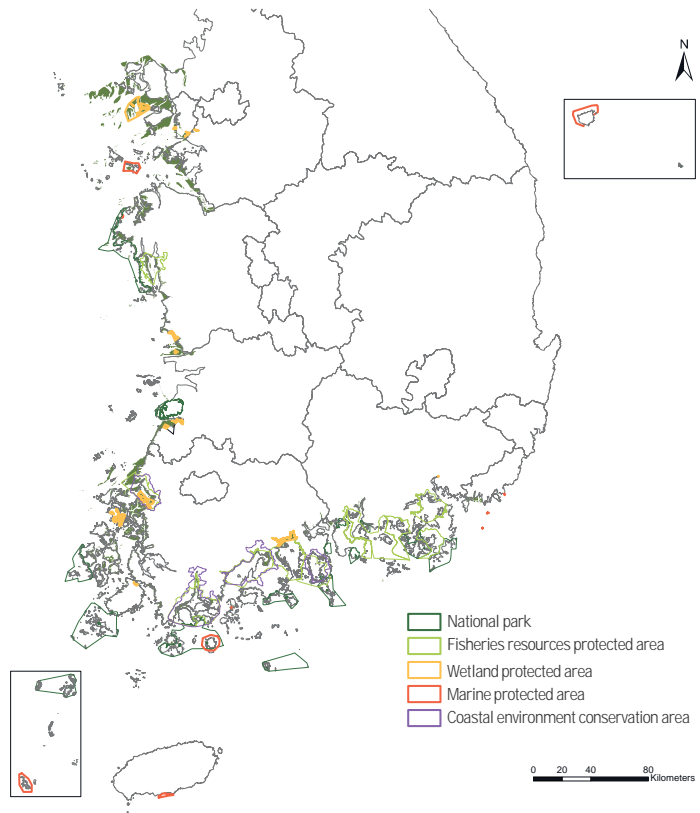 N
National park
Fisheries resources protected area
Wetland protected area
Marine protected area
Coastal environment conservation area
0 20 40 80
Kilometers